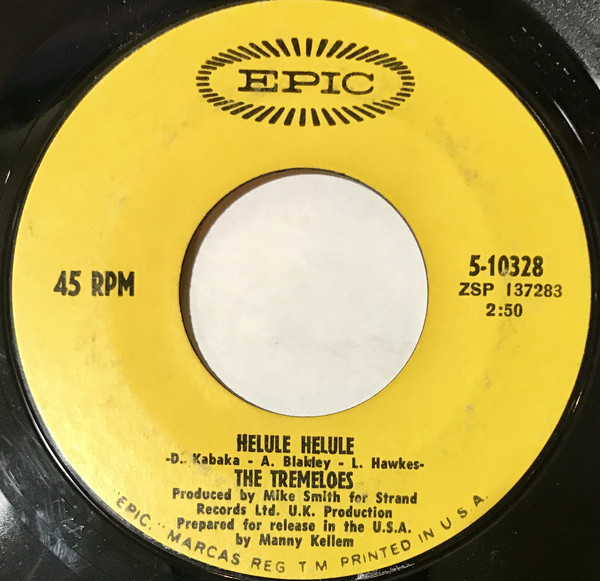 EPIC
45 RPM
5-10328
ZSP 137283
2:50
HELULE HELULE
-D. Kabaka - A. Blakley - L. Hawkes-
THE TREMELOES
Produced by Mike Smith for Strand
Records Ltd. U.K. Production
Prepared for release in the U.S.A.
by Manny Kellem
"EPIC," MARCAS REG T M PRINTED IN U.S.A.